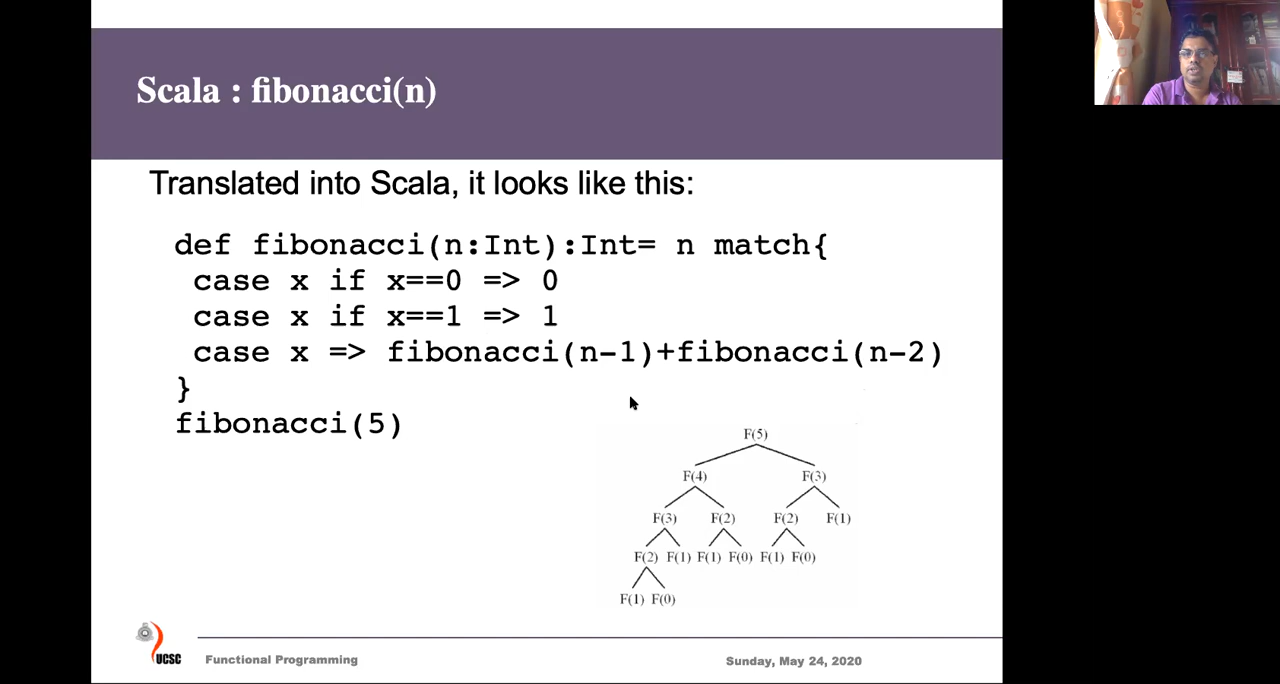 Scala : fibonacci(n)
Translated into Scala, it looks like this:
def fibonacci(n:Int):Int= n match{
case x if x==0 => 0
case x if x==1 => 1
case x => fibonacci(n-1)+fibonacci(n-2)
}
fibonacci(5)
F(5)
F(4) F(3)
F(3) F(2) F(2) F(1)
F(2) F(1) F(1) F(0) F(1) F(0)
F(1) F(0)
UCSC Functional Programming Sunday, May 24, 2020